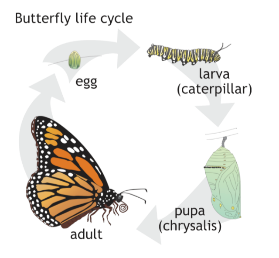 Butterfly life cycle
egg
larva
(caterpillar)
pupa
(chrysalis)
adult